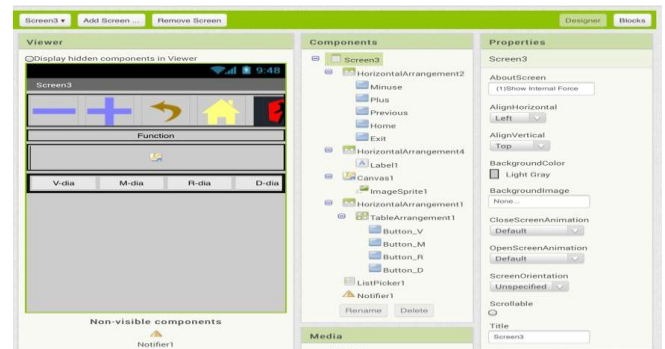 Screen3 Add Screen ... Remove Screen Designer Blocks
Viewer
Display hidden components in Viewer
9:48
Screen3
Function
V-dia M-dia R-dia D-dia
Non-visible components
Notifier1
Components
Screen3
HorizontalArrangement2
Minuse
Plus
Previous
Home
Exit
HorizontalArrangement4
A Label1
Canvas1
ImageSprite1
HorizontalArrangement1
TableArrangement1
Button_V
Button_M
Button_R
Button_D
ListPicker1
Notifier1
Rename Delete
Media
Properties
Screen3
AboutScreen
(1)Show Internal Force
AlignHorizontal
Left
AlignVertical
Top
BackgroundColor
Light Gray
BackgroundImage
None...
CloseScreenAnimation
Default
OpenScreenAnimation
Default
ScreenOrientation
Unspecified
Scrollable
Title
Screen3